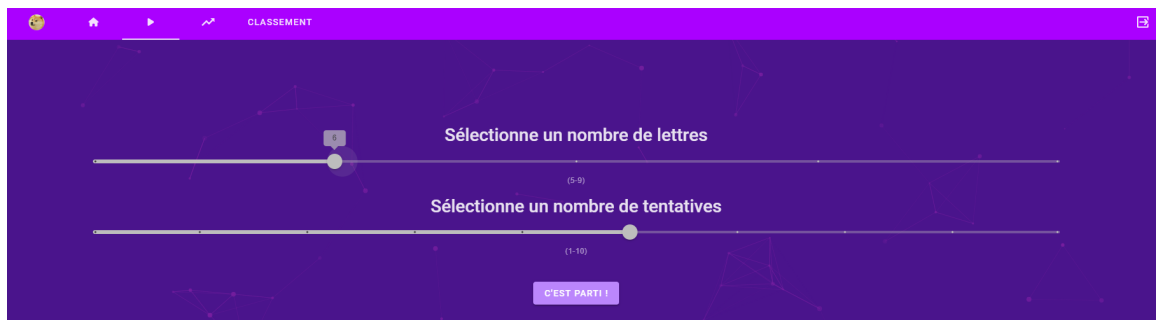 CLASSEMENT
Sélectionne un nombre de lettres
6
(5-9)
Sélectionne un nombre de tentatives
(1-10)
C'EST PARTI !